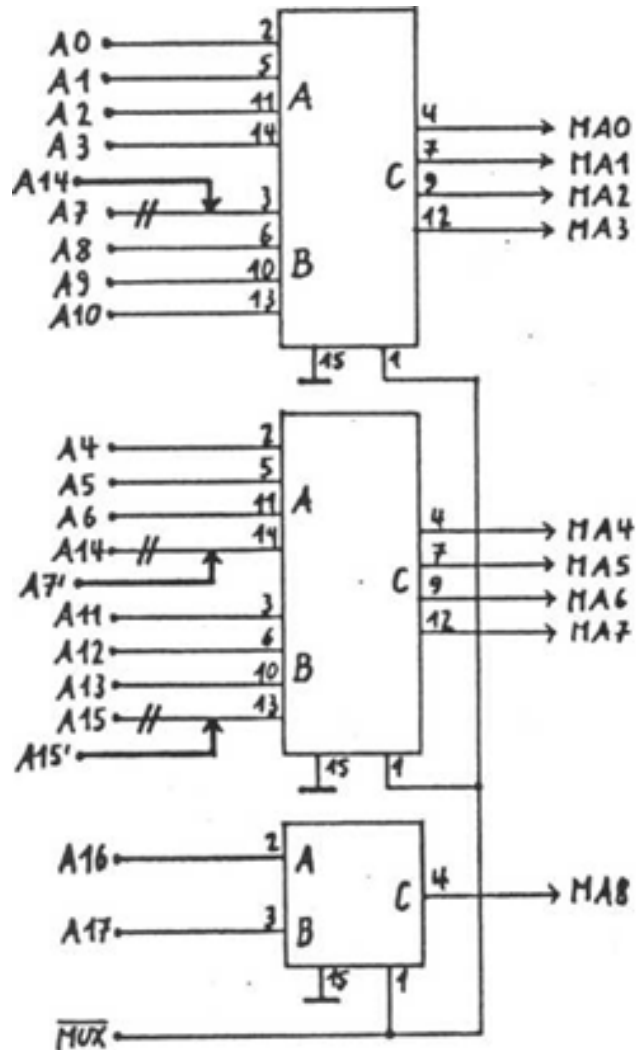 A0 2
A1 5
A2 11 A
A3 14
4 MA0
7 MA1
C 9 MA2
12 MA3
A14
A7 3
A8 6
A9 10 B
A10 13
15 1
A4 2
A5 5
A6 11 A
A14 14
A7'
4 MA4
7 MA5
C 9 MA6
12 MA7
A11 3
A12 6
A13 10 B
A15 13
A15'
15 1
A16 2 A
C 4 MA8
A17 3 B
15 1
MUX